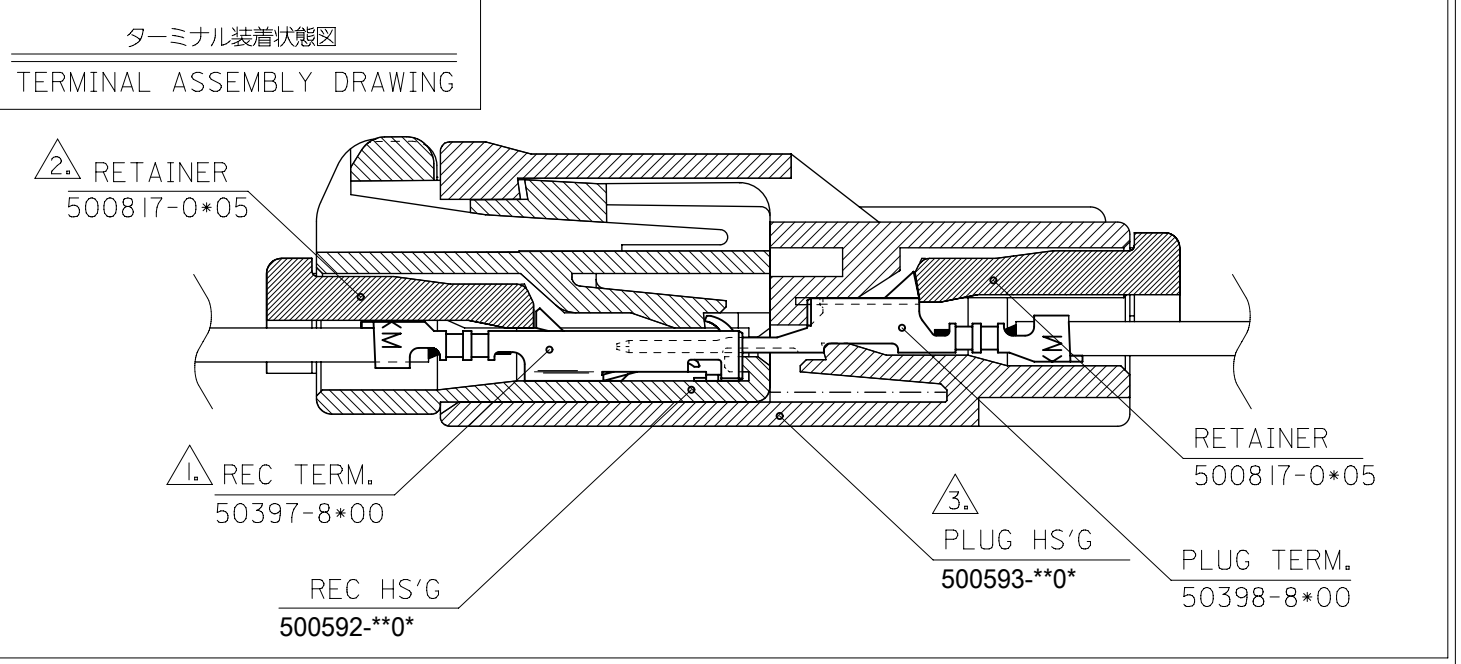 ターミナル装着状態図
TERMINAL ASSEMBLY DRAWING
2. RETAINER
500817-0*05
1. REC TERM.
50397-8*00
REC HS'G
500592-**0*
3.
PLUG HS'G
500593-**0*
RETAINER
500817-0*05
PLUG TERM.
50398-8*00